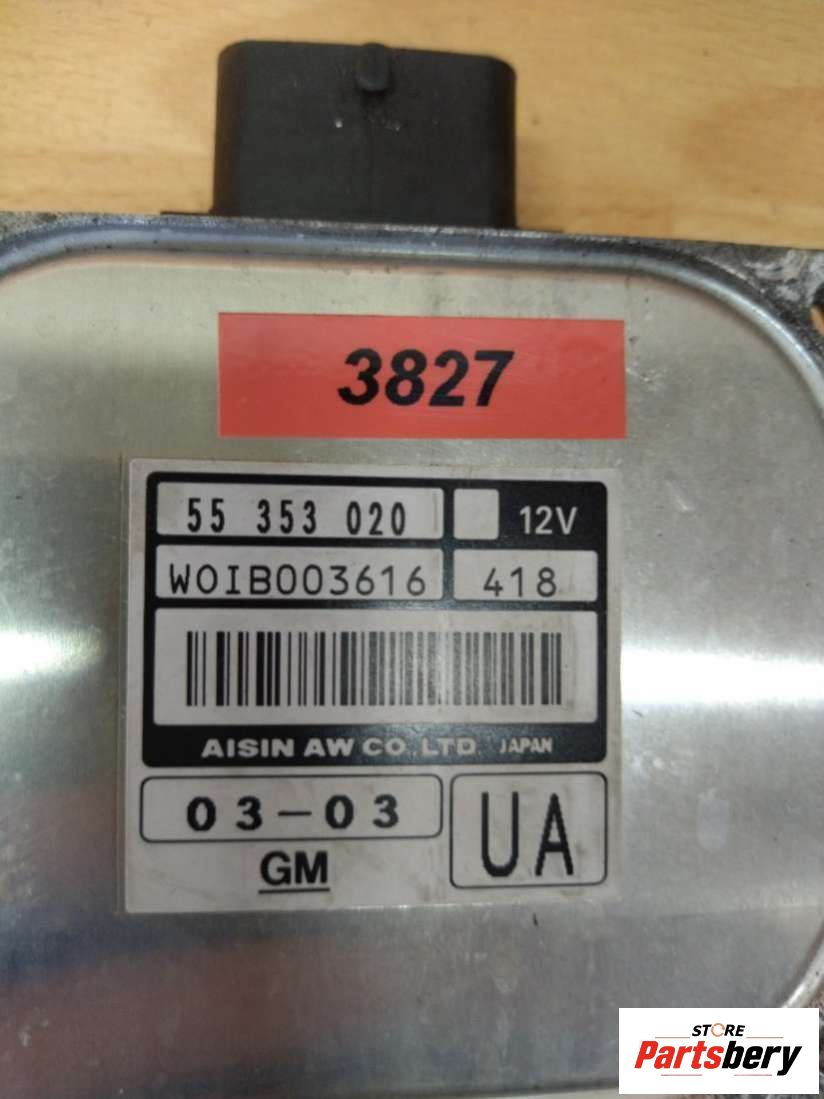 3827
55 353 020 12V
W0IB003616 418
AISIN AW CO.,LTD. JAPAN
03-03 UA
GM
STORE
Partsbery